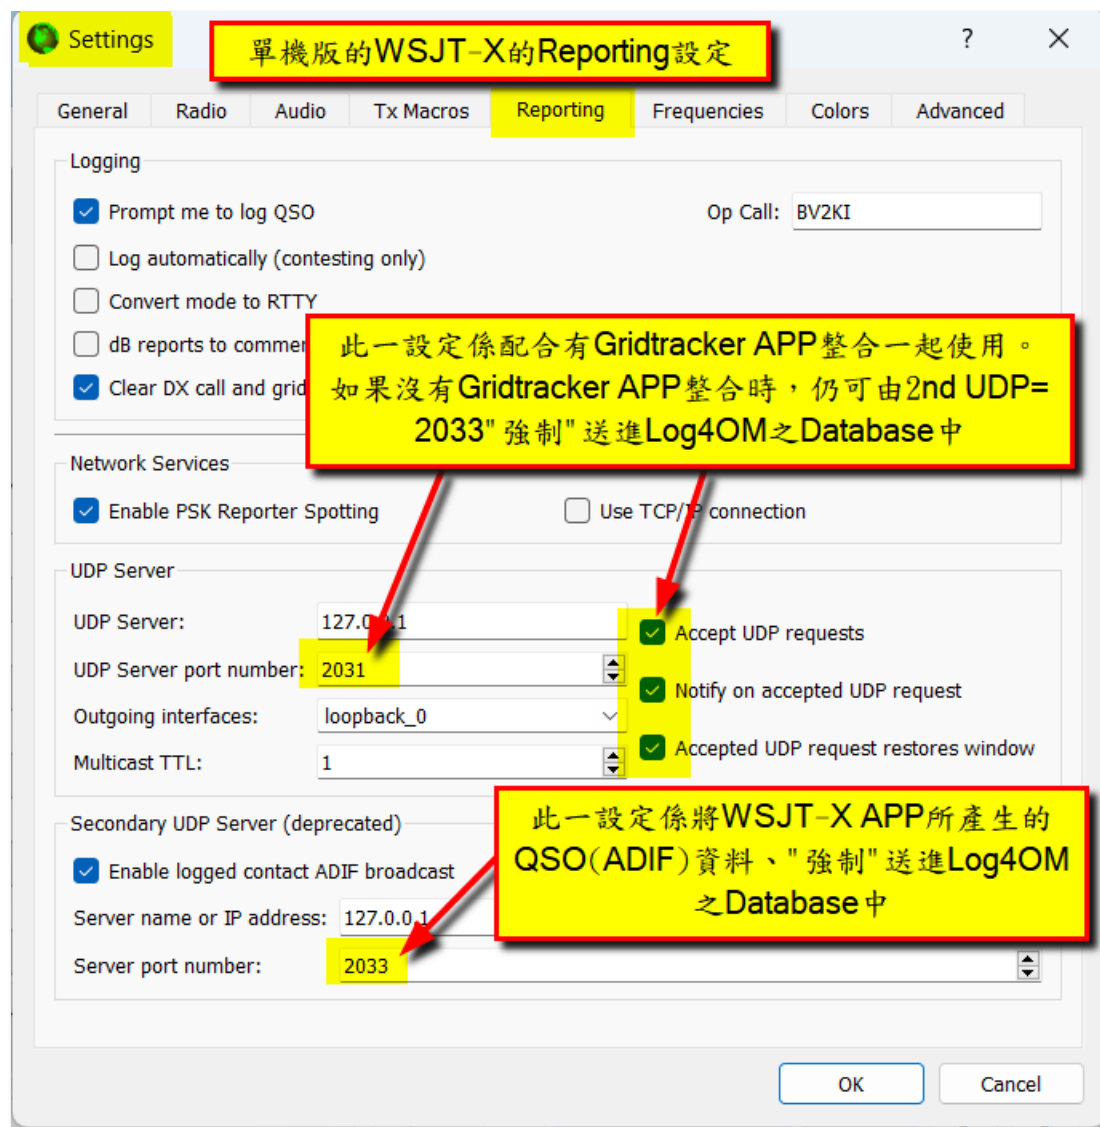 Settings
單機版的WSJT-X的Reporting設定
?
General Radio Audio Tx Macros Reporting Frequencies Colors Advanced
Logging
Prompt me to log QSO
Op Call: BV2KI
Log automatically (contesting only)
Convert mode to RTTY
dB reports to
Clear DX call and grid
此一設定係配合有Gridtracker APP整合一起使用。
如果沒有Gridtracker APP整合時，仍可由2nd UDP=
2033"強制"送進Log4OM之Database中
Network Services
Enable PSK Reporter Spotting
Use TCP/IP connection
UDP Server
UDP Server: 127.0.0.1
Accept UDP requests
UDP Server port number: 2031
Notify on accepted UDP request
Outgoing interfaces: loopback_0
Accepted UDP request restores window
Multicast TTL: 1
Secondary UDP Server (deprecated)
此一設定係將WSJT-X APP所產生的
QSO(ADIF)資料、"強制"送進Log4OM
之Database中
Enable logged contact ADIF broadcast
Server name or IP address: 127.0.0.1
Server port number: 2033
OK Cancel